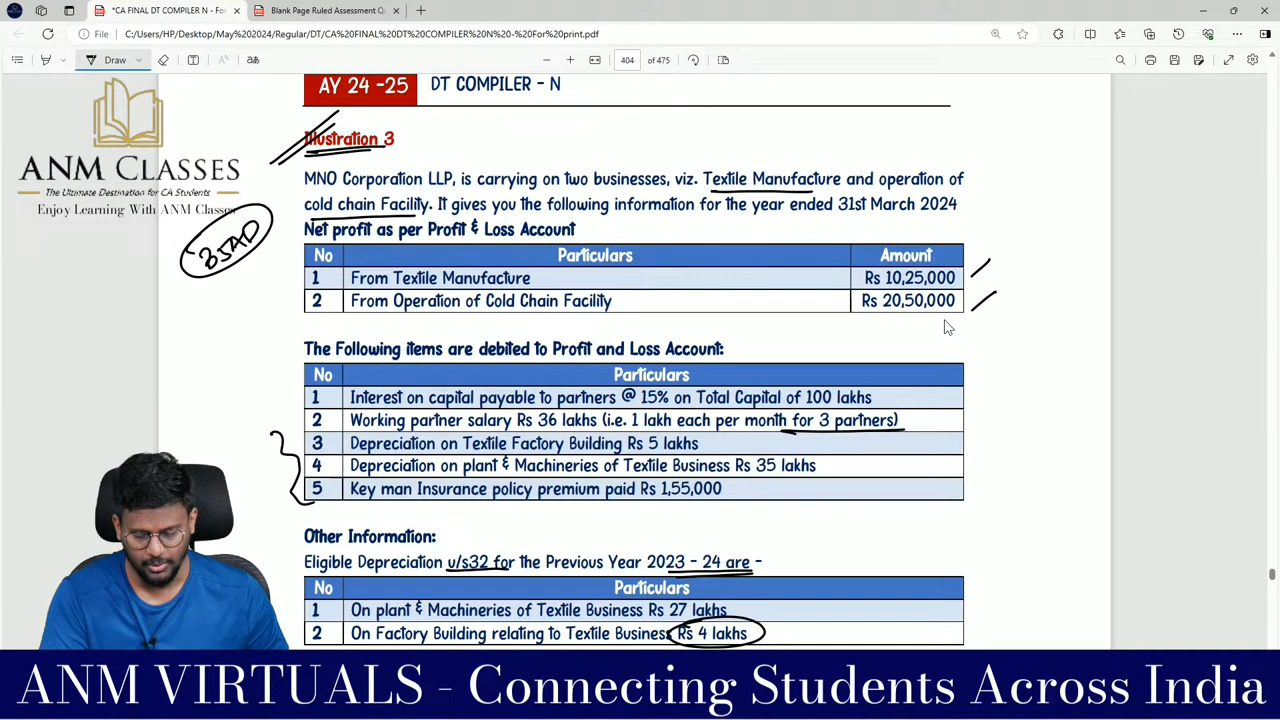 *CA FINAL DT COMPILER N - For
Blank Page Ruled Assessment Qu
File
C:/Users/HP/Desktop/May%202024/Regular/DT/CA%20FINAL%20DT%20COMPILER%20N%20-%20For%20print.pdf
Draw
404 of 475
AY 24 -25
DT COMPILER - N
Illustration 3
ANM CLASSES
The Ultimate Destination for CA Students
Enjoy Learning With ANM Classes
35AD
MNO Corporation LLP, is carrying on two businesses, viz. Textile Manufacture and operation of
cold chain Facility. It gives you the following information for the year ended 31st March 2024
Net profit as per Profit & Loss Account
No Particulars Amount
1 From Textile Manufacture Rs 10,25,000
2 From Operation of Cold Chain Facility Rs 20,50,000
The Following items are debited to Profit and Loss Account:
No Particulars
1 Interest on capital payable to partners @ 15% on Total Capital of 100 lakhs
2 Working partner salary Rs 36 lakhs (i.e. 1 lakh each per month for 3 partners)
3 Depreciation on Textile Factory Building Rs 5 lakhs
4 Depreciation on plant & Machineries of Textile Business Rs 35 lakhs
5 Key man Insurance policy premium paid Rs 1,55,000
Other Information:
Eligible Depreciation u/s32 for the Previous Year 2023 - 24 are -
No Particulars
1 On plant & Machineries of Textile Business Rs 27 lakhs
2 On Factory Building relating to Textile Business Rs 4 lakhs
ANM VIRTUALS - Connecting Students Across India